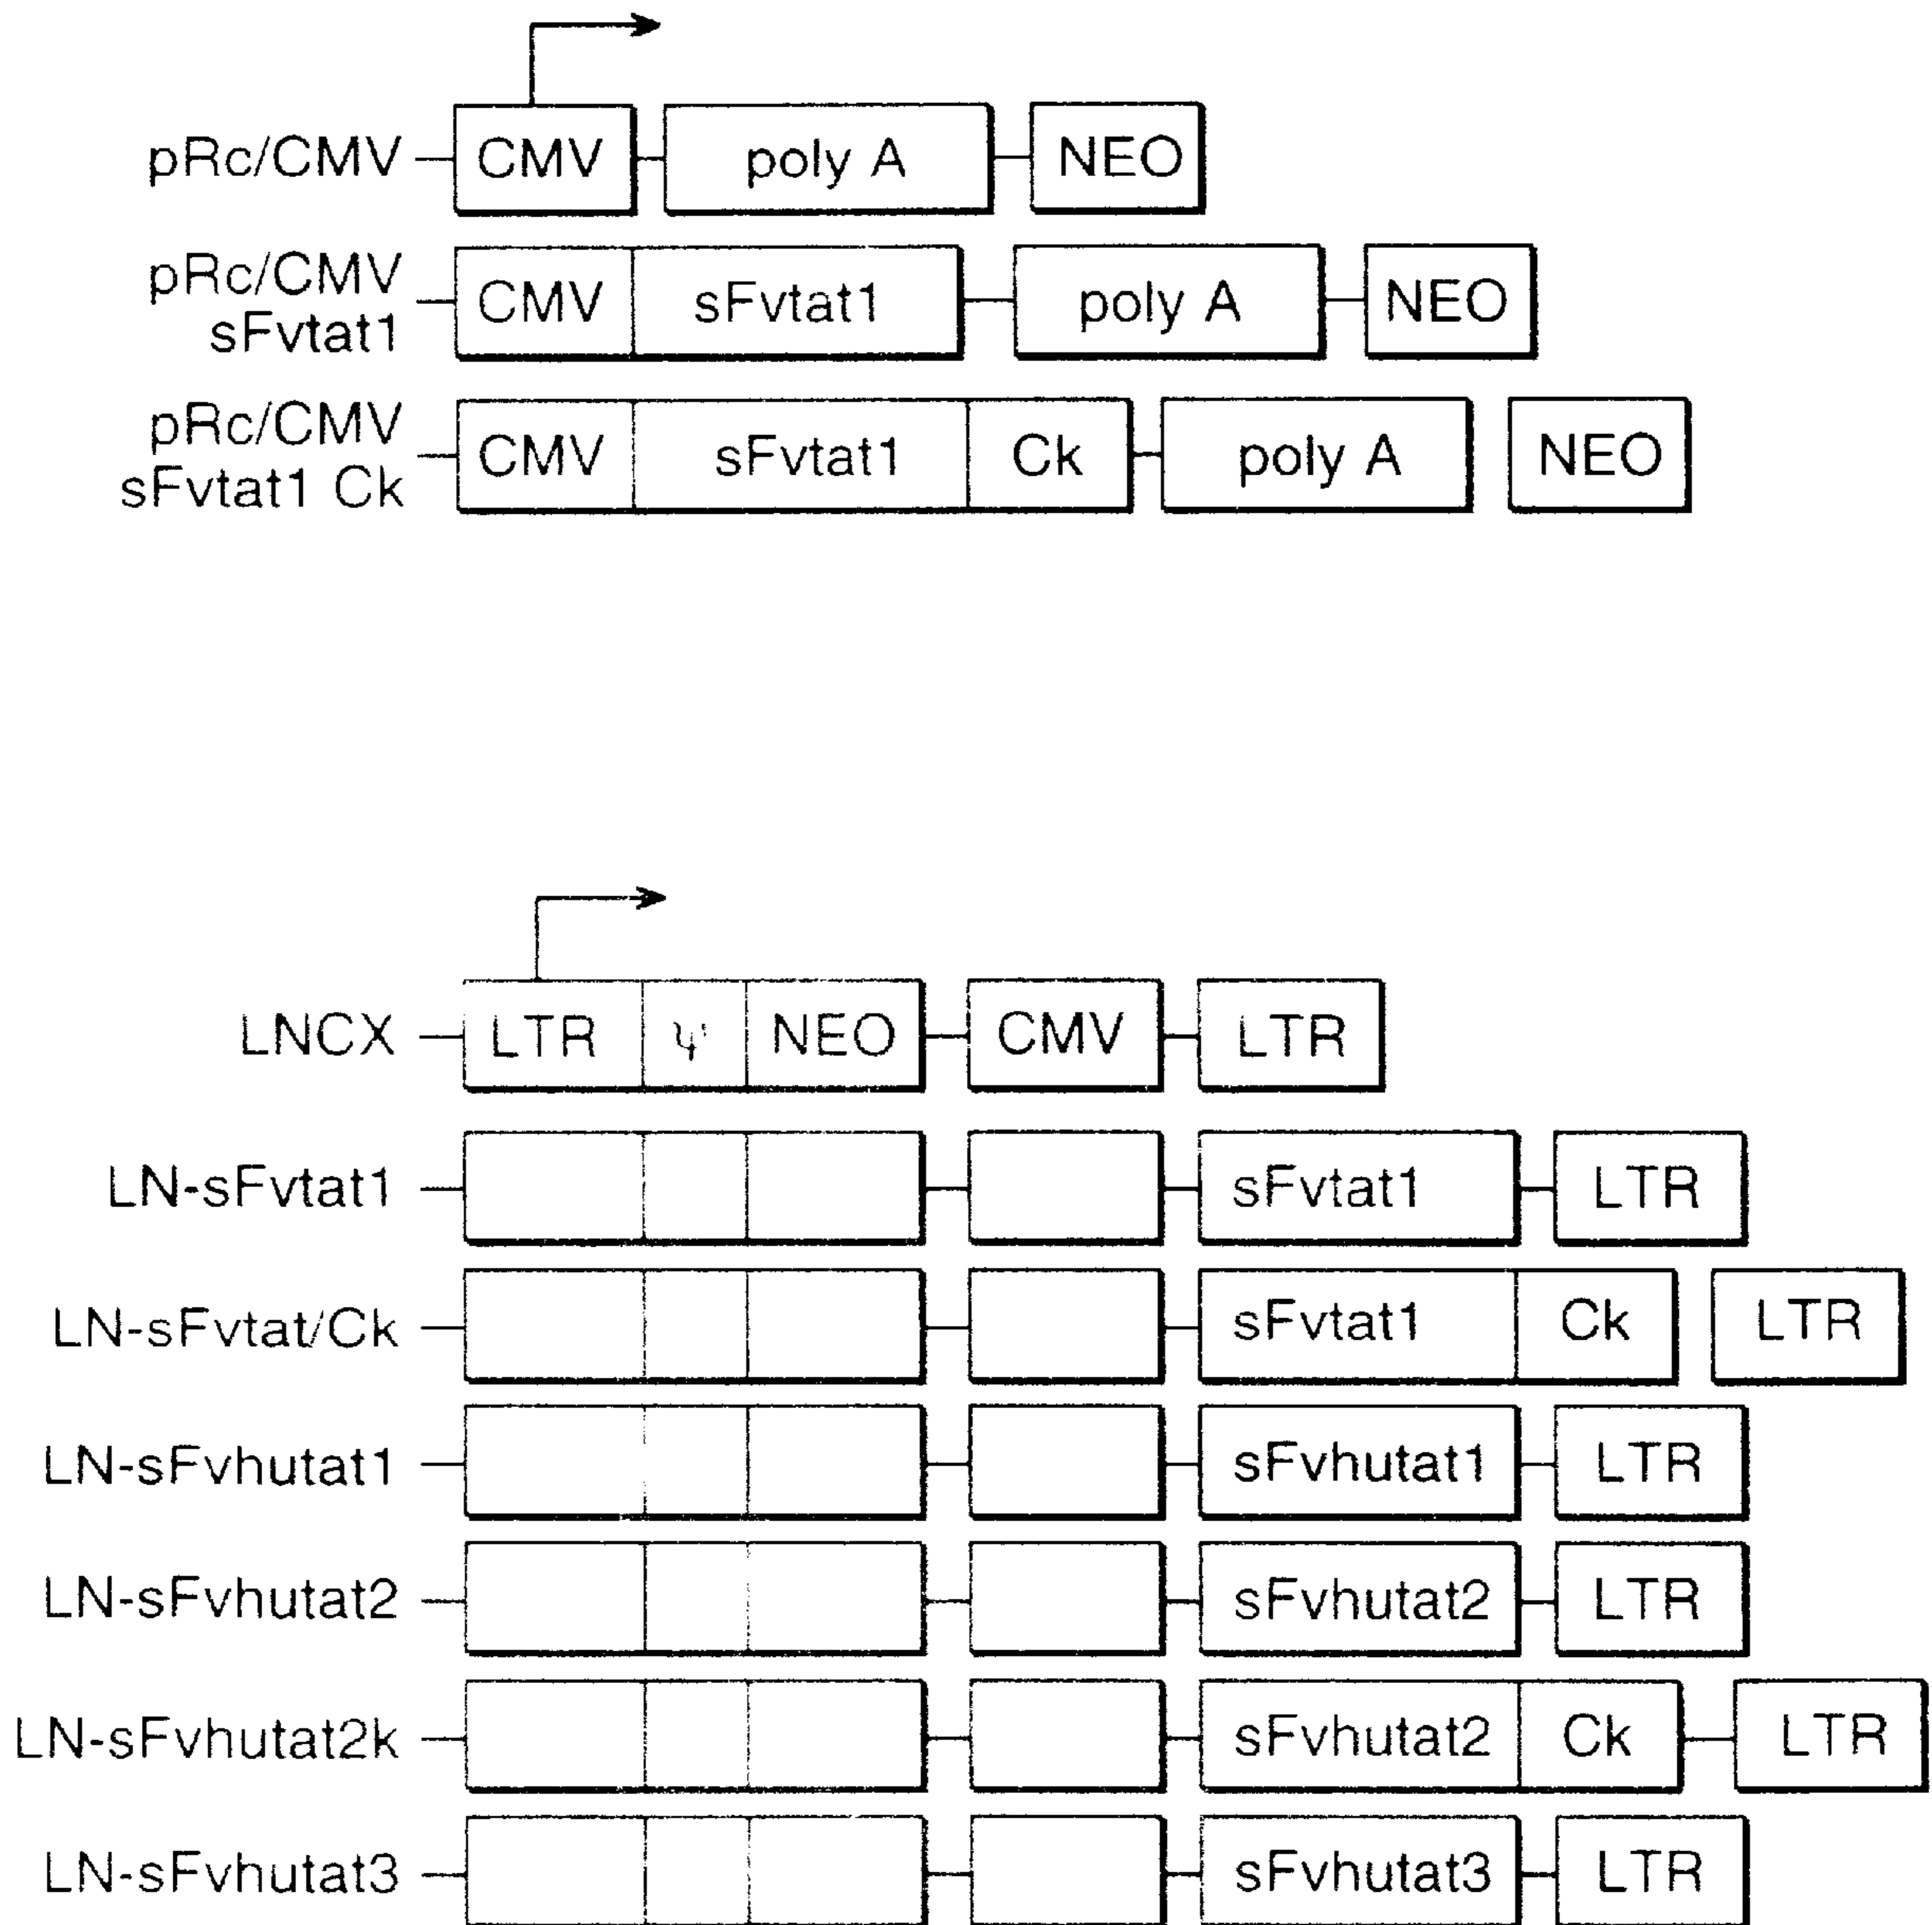 pRc/CMV CMV poly A NEO
pRc/CMV
sFvtat1 CMV sFvtat1 poly A NEO
pRc/CMV
sFvtat1 Ck CMV sFvtat1 Ck poly A NEO
LNCX LTR Ψ NEO CMV LTR
LN-sFvtat1 sFvtat1 LTR
LN-sFvtat/Ck sFvtat1 Ck LTR
LN-sFvhutat1 sFvhutat1 LTR
LN-sFvhutat2 sFvhutat2 LTR
LN-sFvhutat2k sFvhutat2 Ck LTR
LN-sFvhutat3 sFvhutat3 LTR